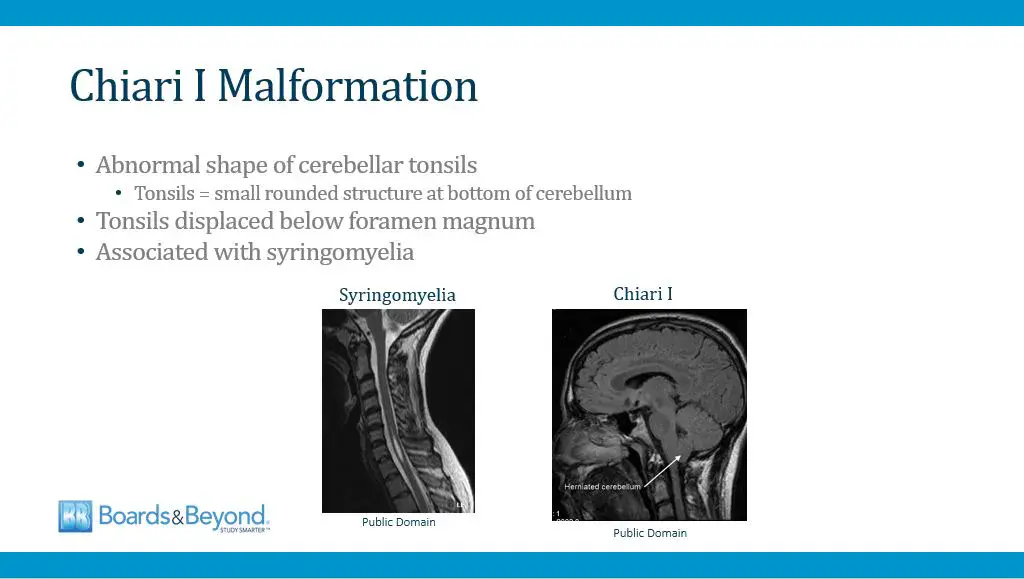 Chiari I Malformation
• Abnormal shape of cerebellar tonsils
• Tonsils = small rounded structure at bottom of cerebellum
• Tonsils displaced below foramen magnum
• Associated with syringomyelia
Syringomyelia
Chiari I
Herniated cerebellum
Boards&Beyond.
STUDY SMARTER™
Public Domain
Public Domain